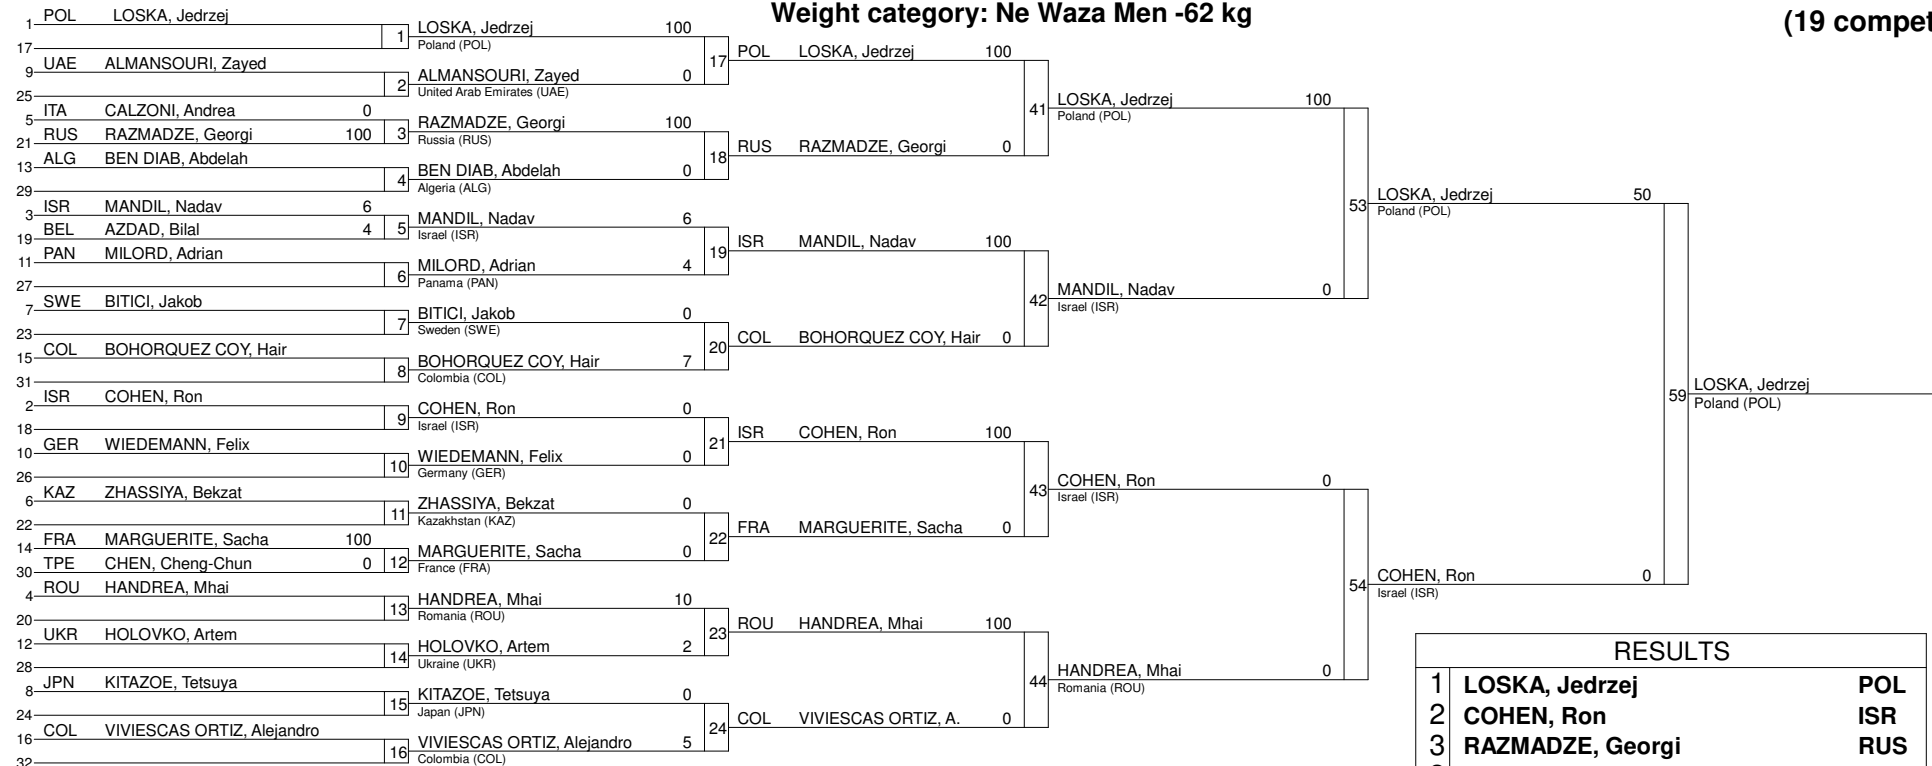 Weight category: Ne Waza Men -62 kg
(19 compet
1 POL LOSKA, Jedrzej
17
9 UAE ALMANSOURI, Zayed
25
5 ITA CALZONI, Andrea 0
21 RUS RAZMADZE, Georgi 100
13 ALG BEN DIAB, Abdelah
29
3 ISR MANDIL, Nadav 6
19 BEL AZDAD, Bilal 4
11 PAN MILORD, Adrian
27
7 SWE BITICI, Jakob
23
15 COL BOHORQUEZ COY, Hair
31
2 ISR COHEN, Ron
18
10 GER WIEDEMANN, Felix
26
6 KAZ ZHASSIYA, Bekzat
22
14 FRA MARGUERITE, Sacha 100
30 TPE CHEN, Cheng-Chun 0
4 ROU HANDREA, Mhai
20
12 UKR HOLOVKO, Artem
28
8 JPN KITAZOE, Tetsuya
24
16 COL VIVIESCAS ORTIZ, Alejandro
32
1 LOSKA, Jedrzej 100
Poland (POL)
2 ALMANSOURI, Zayed 0
United Arab Emirates (UAE)
3 RAZMADZE, Georgi 100
Russia (RUS)
4 BEN DIAB, Abdelah 0
Algeria (ALG)
5 MANDIL, Nadav 6
Israel (ISR)
6 MILORD, Adrian 4
Panama (PAN)
7 BITICI, Jakob 0
Sweden (SWE)
8 BOHORQUEZ COY, Hair 7
Colombia (COL)
9 COHEN, Ron 0
Israel (ISR)
10 WIEDEMANN, Felix 0
Germany (GER)
11 ZHASSIYA, Bekzat 0
Kazakhstan (KAZ)
12 MARGUERITE, Sacha 0
France (FRA)
13 HANDREA, Mhai 10
Romania (ROU)
14 HOLOVKO, Artem 2
Ukraine (UKR)
15 KITAZOE, Tetsuya 0
Japan (JPN)
16 VIVIESCAS ORTIZ, Alejandro 5
Colombia (COL)
17 POL LOSKA, Jedrzej 100
18 RUS RAZMADZE, Georgi 0
19 ISR MANDIL, Nadav 100
20 COL BOHORQUEZ COY, Hair 0
21 ISR COHEN, Ron 100
22 FRA MARGUERITE, Sacha 0
23 ROU HANDREA, Mhai 100
24 COL VIVIESCAS ORTIZ, A. 0
41 LOSKA, Jedrzej 100
Poland (POL)
42 MANDIL, Nadav 0
Israel (ISR)
43 COHEN, Ron 0
Israel (ISR)
44 HANDREA, Mhai 0
Romania (ROU)
53 LOSKA, Jedrzej 50
Poland (POL)
54 COHEN, Ron 0
Israel (ISR)
59 LOSKA, Jedrzej
Poland (POL)
RESULTS
1 LOSKA, Jedrzej POL
2 COHEN, Ron ISR
3 RAZMADZE, Georgi RUS